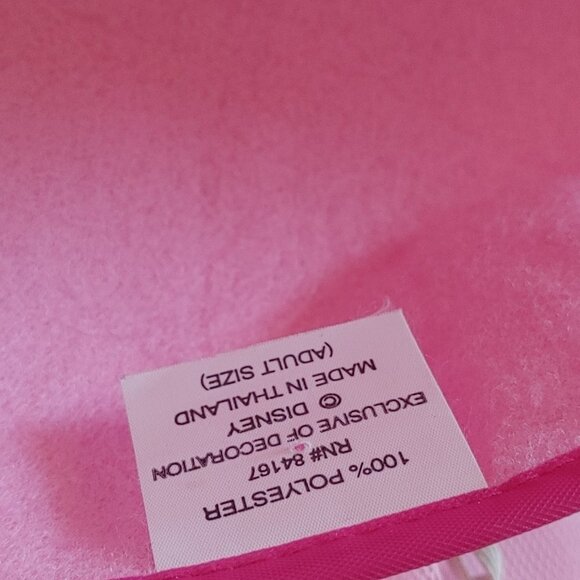 100% POLYESTER
RN# 84167
EXCLUSIVE OF DECORATION
© DISNEY
MADE IN THAILAND
(ADULT SIZE)